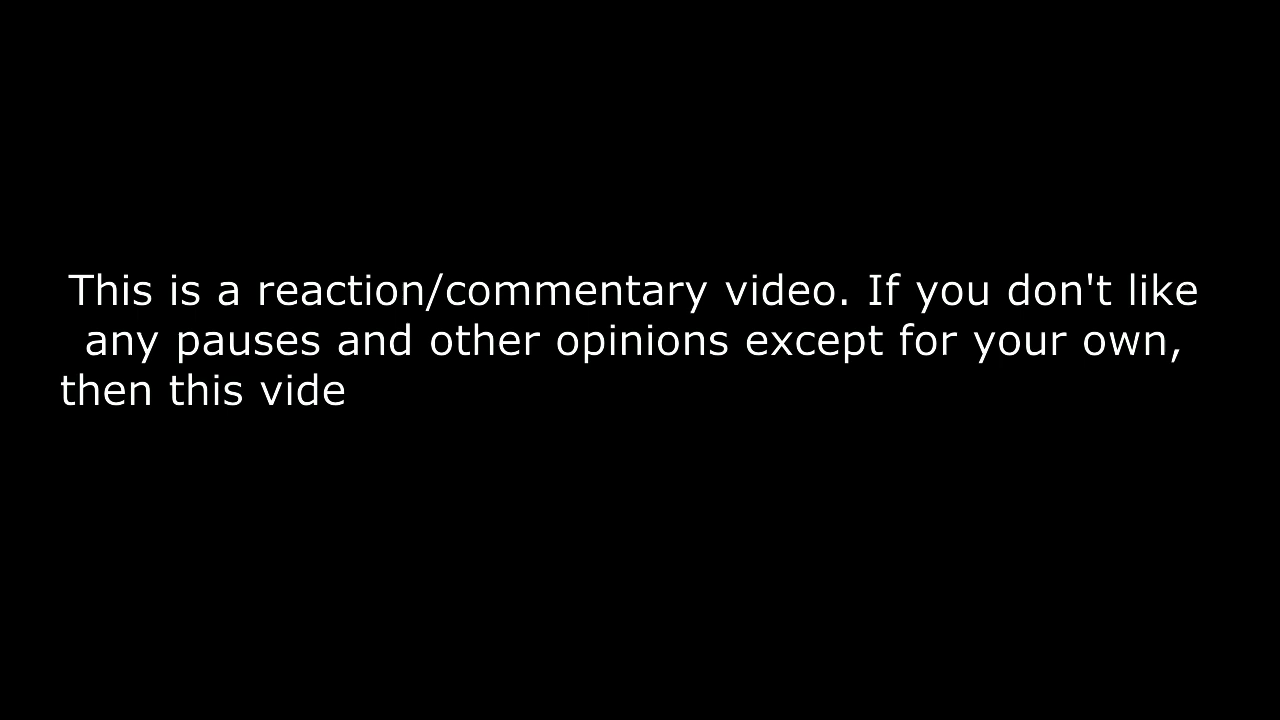 This is a reaction/commentary video. If you don't like
any pauses and other opinions except for your own,
then this vide